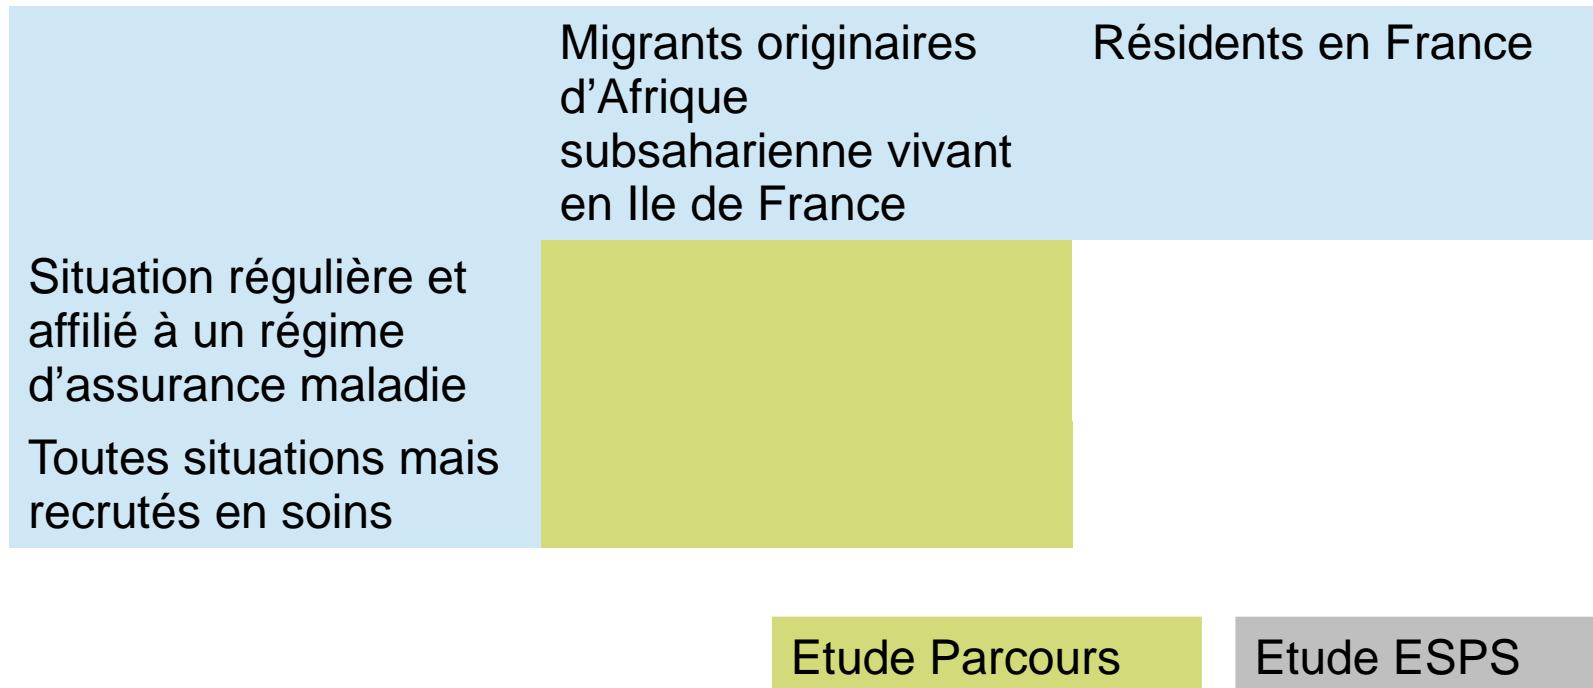 Migrants originaires
d’Afrique
subsaharienne vivant
en Ile de France
Résidents en France
Situation régulière et
affilié à un régime
d’assurance maladie
Toutes situations mais
recrutés en soins
Etude Parcours
Etude ESPS